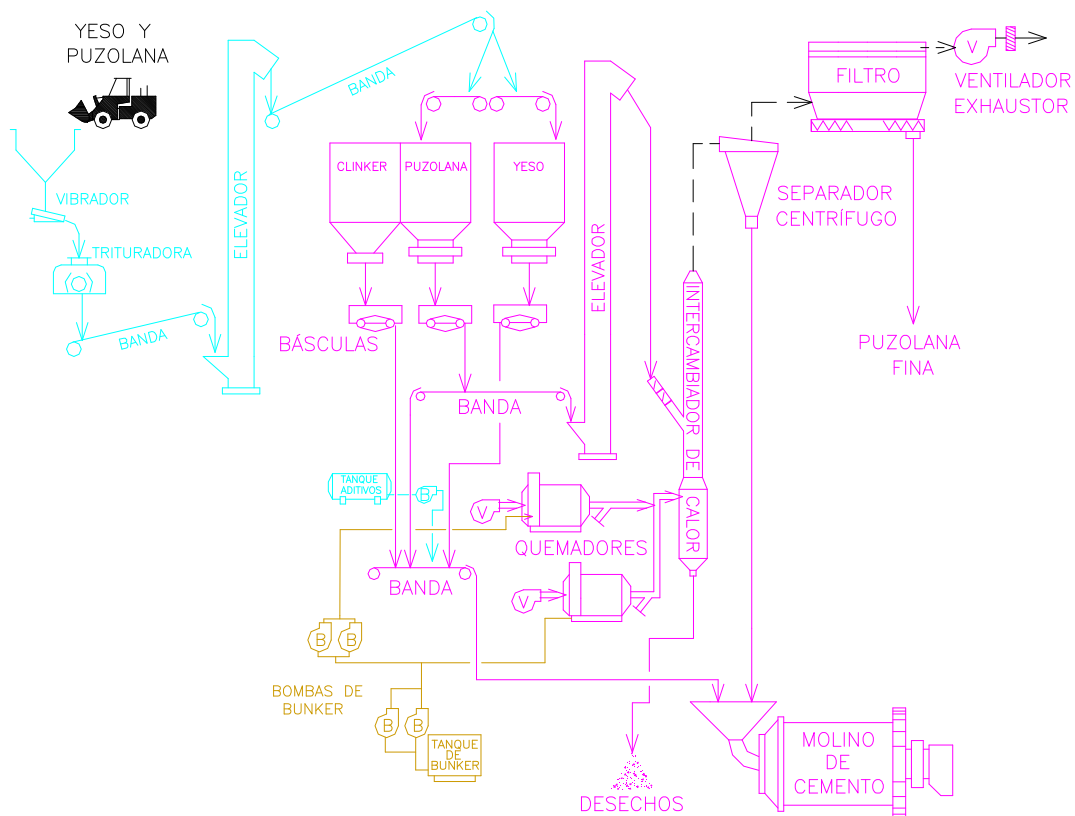 YESO Y
PUZOLANA
BANDA
FILTRO
V
VENTILADOR
EXHAUSTOR
VIBRADOR
TRITURADORA
ELEVADOR
CLINKER
PUZOLANA
YESO
ELEVADOR
SEPARADOR
CENTRÍFUGO
BANDA
BÁSCULAS
PUZOLANA
FINA
BANDA
INTERCAMBIADOR DE
CALOR
TANQUE
ADITIVOS
B
V
QUEMADORES
BANDA
V
B
B
BOMBAS DE
BUNKER
B
B
TANQUE
DE
BUNKER
DESECHOS
MOLINO
DE
CEMENTO